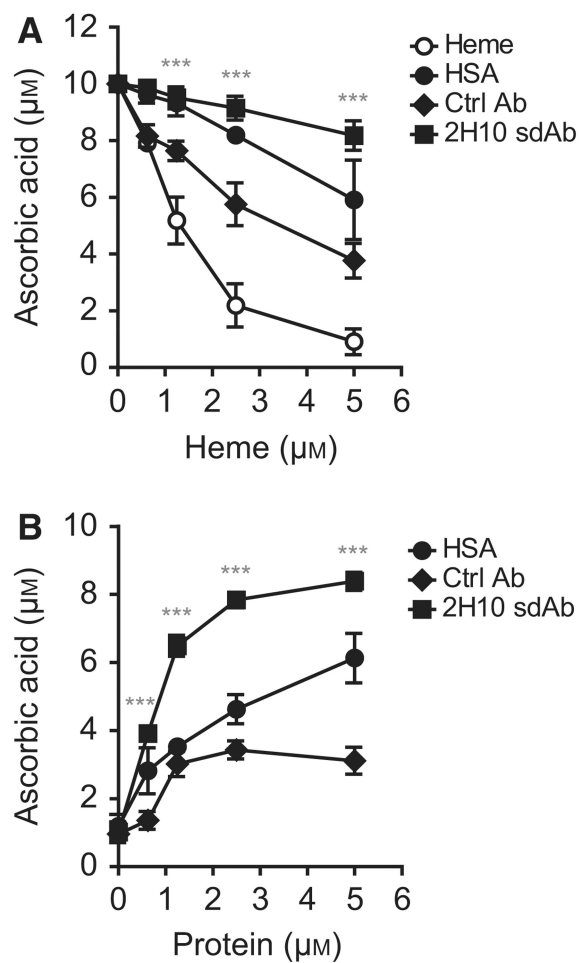 A
12
10
8
6
4
2
0
Ascorbic acid (μM)
***
***
***
Heme
HSA
Ctrl Ab
2H10 sdAb
0 1 2 3 4 5 6
Heme (μM)
B
10
8
6
4
2
0
Ascorbic acid (μM)
***
***
***
***
HSA
Ctrl Ab
2H10 sdAb
0 1 2 3 4 5 6
Protein (μM)